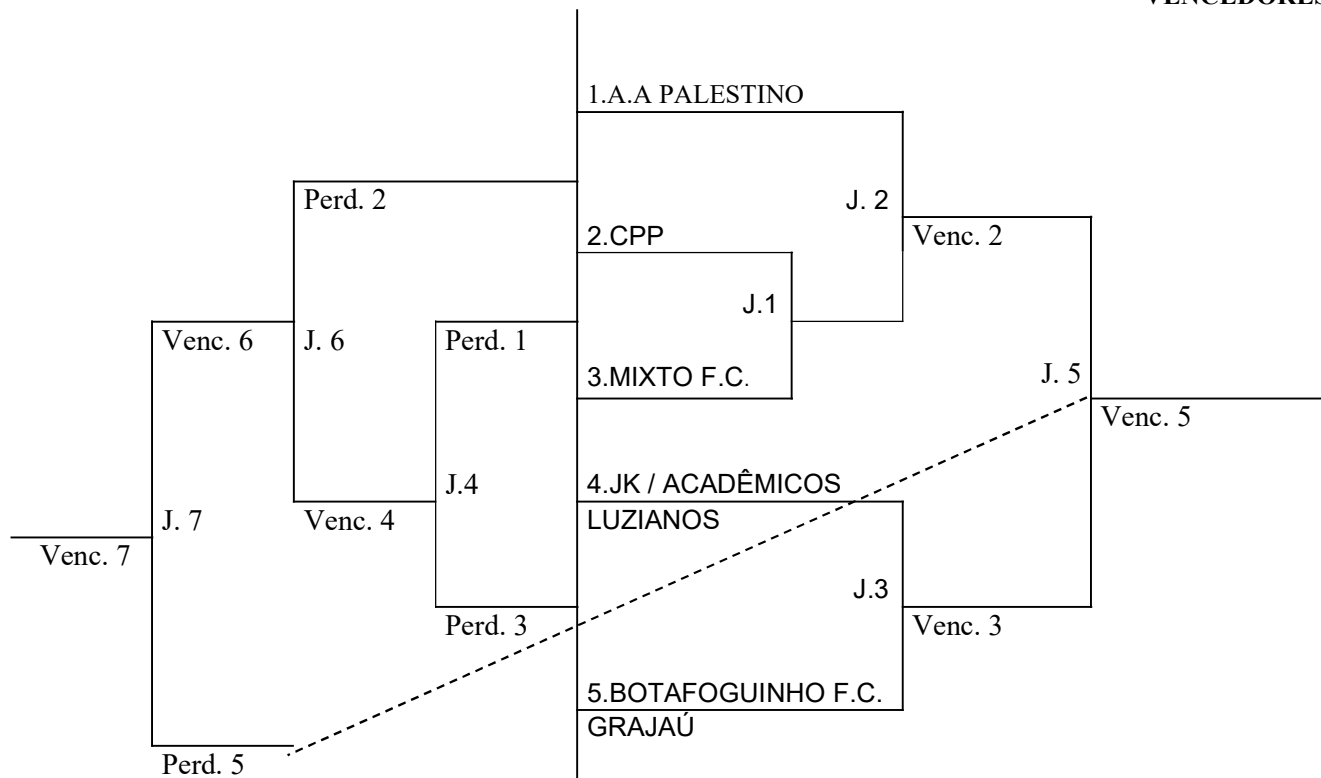 VENCEDORES
1.A.A PALESTINO
Perd. 2
J. 2
2.CPP
Venc. 2
J.1
Venc. 6
J. 6
Perd. 1
3.MIXTO F.C.
J. 5
Venc. 5
J.4
4.JK / ACADÊMICOS
LUZIANOS
Venc. 4
J. 7
Venc. 7
J.3
Perd. 3
Venc. 3
5.BOTAFOGUINHO F.C.
GRAJAÚ
Perd. 5